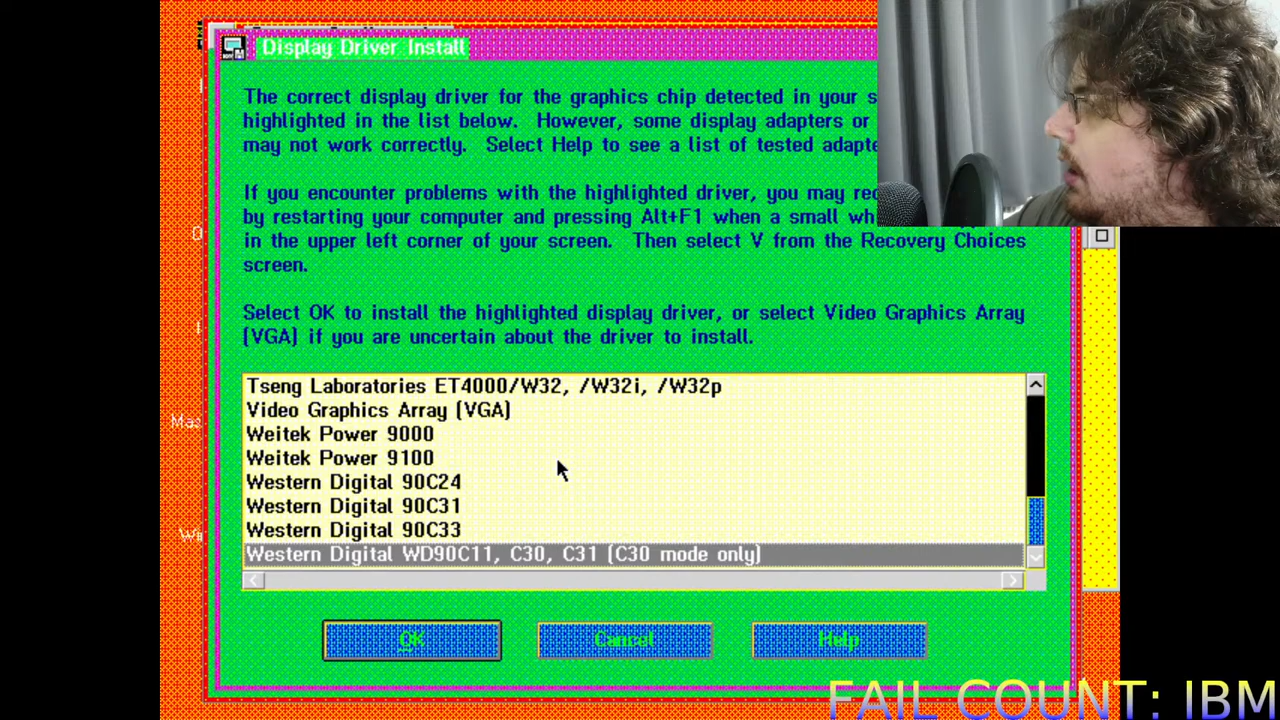 Display Driver Install
The correct display driver for the graphics chip detected in your s
highlighted in the list below. However, some display adapters or
may not work correctly. Select Help to see a list of tested adapte
If you encounter problems with the highlighted driver, you may rec
by restarting your computer and pressing Alt+F1 when a small wh
in the upper left corner of your screen. Then select V from the Recovery Choices
screen.
Select OK to install the highlighted display driver, or select Video Graphics Array
(VGA) if you are uncertain about the driver to install.
Tseng Laboratories ET4000/W32, /W32i, /W32p
Video Graphics Array (VGA)
Weitek Power 9000
Weitek Power 9100
Western Digital 90C24
Western Digital 90C31
Western Digital 90C33
Western Digital WD90C11, C30, C31 (C30 mode only)
OK Cancel Help
FAIL COUNT: IBM